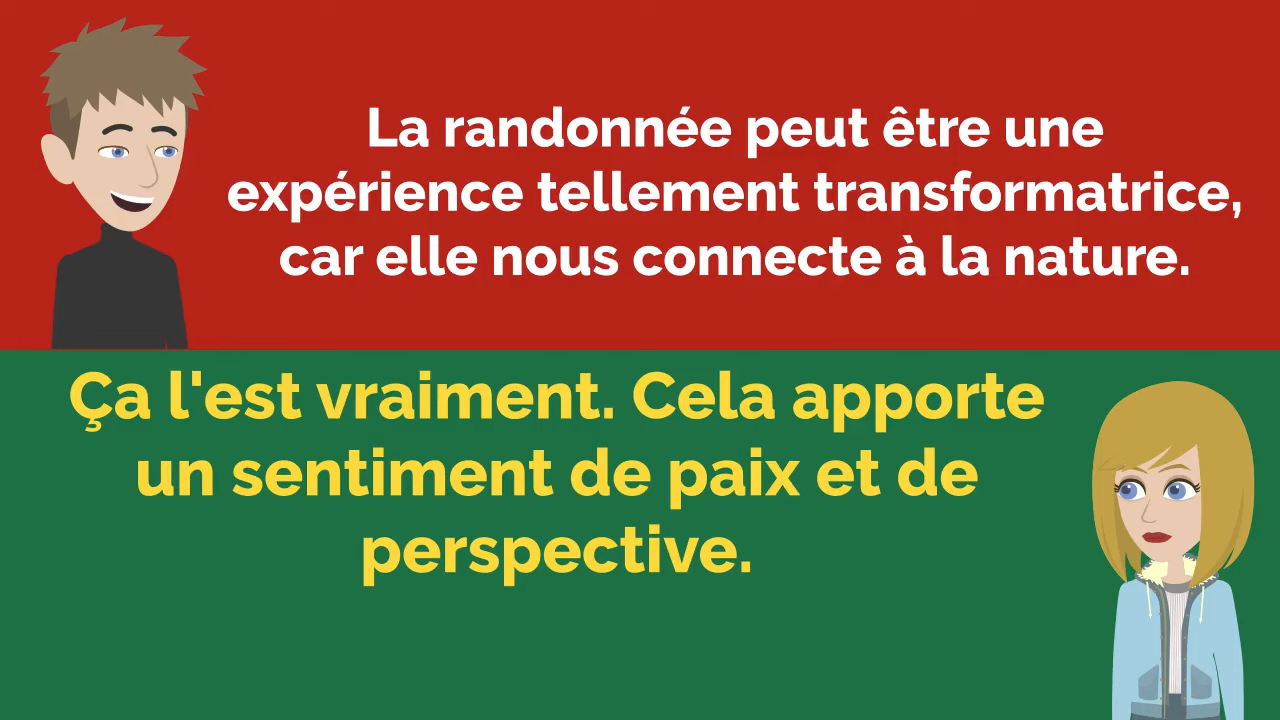 La randonnée peut être une
expérience tellement transformatrice,
car elle nous connecte à la nature.
Ça l'est vraiment. Cela apporte
un sentiment de paix et de
perspective.